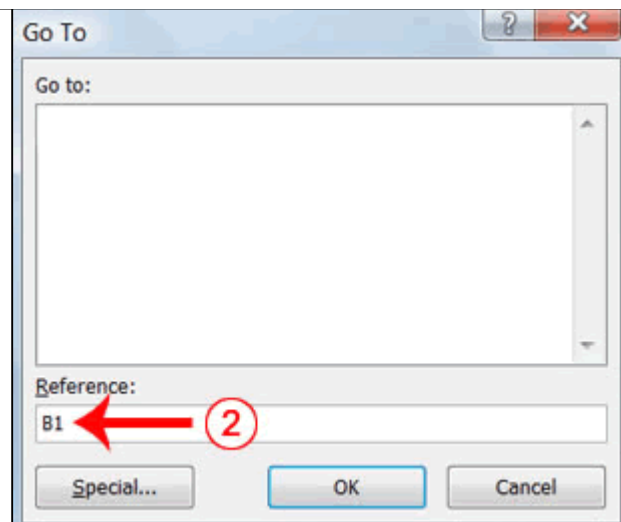 Go To
?
Go to:
Reference:
B1 2
Special... OK Cancel